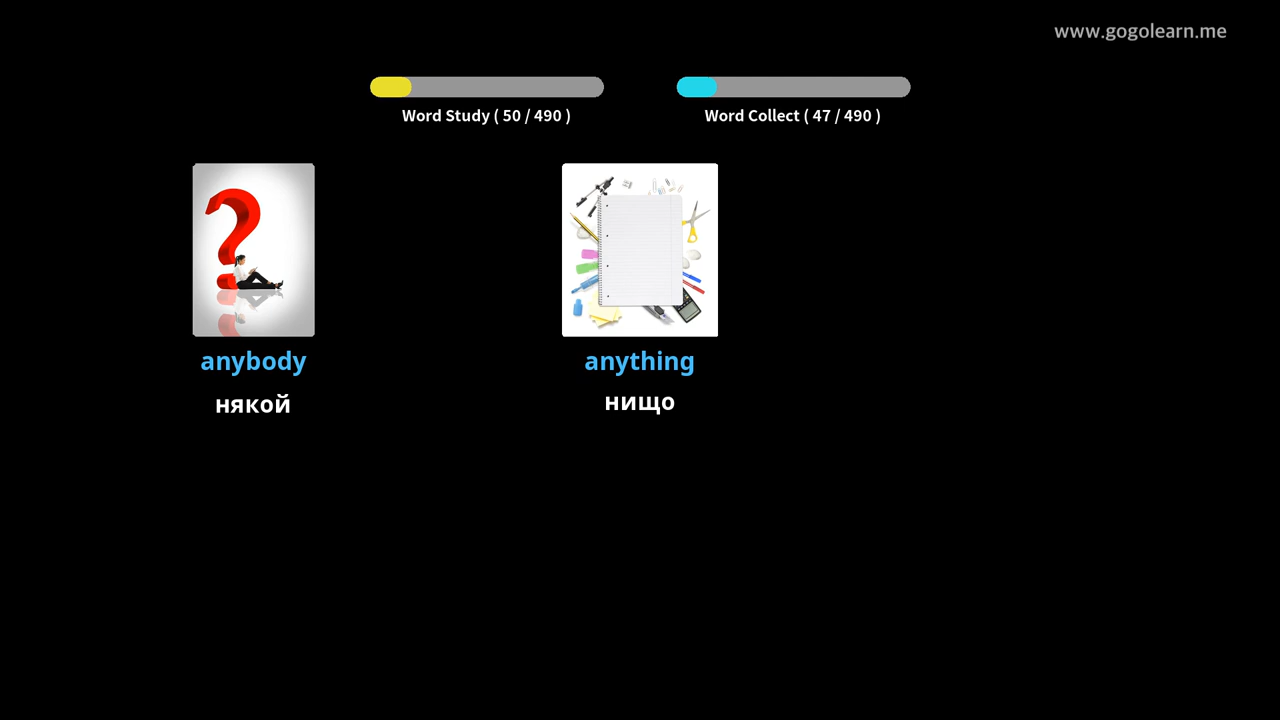 www.gogolearn.me
Word Study ( 50 / 490 )
Word Collect ( 47 / 490 )
anybody
някой
anything
нищо